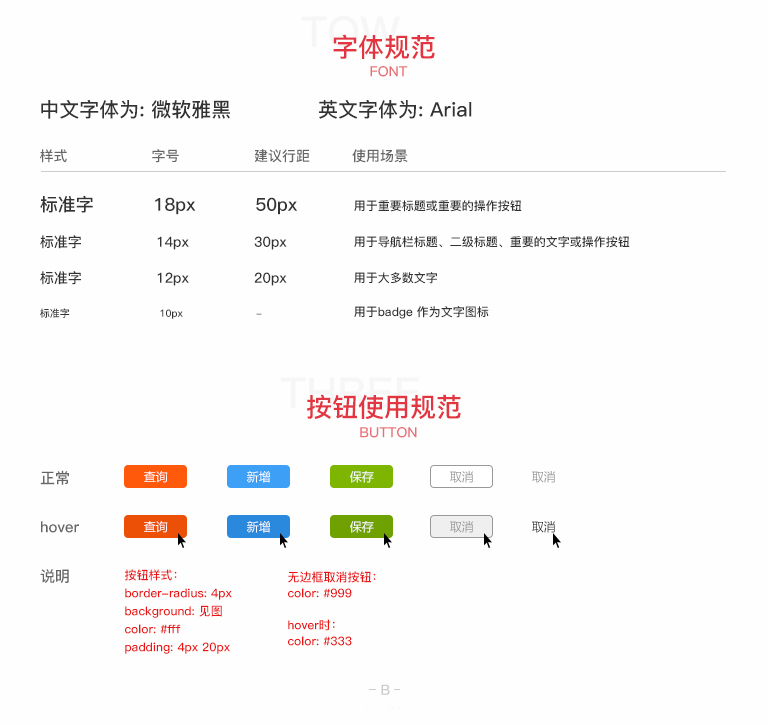 TOW
字体规范
FONT
中文字体为: 微软雅黑 英文字体为: Arial
样式 字号 建议行距 使用场景
标准字 18px 50px 用于重要标题或重要的操作按钮
标准字 14px 30px 用于导航栏标题、二级标题、重要的文字或操作按钮
标准字 12px 20px 用于大多数文字
标准字 10px – 用于badge 作为文字图标
THREE
按钮使用规范
BUTTON
正常 查询 新增 保存 取消 取消
hover 查询 新增 保存 取消 取消
说明
按钮样式：
border-radius: 4px
background: 见图
color: #fff
padding: 4px 20px
无边框取消按钮：
color: #999
hover时：
color: #333
– B –